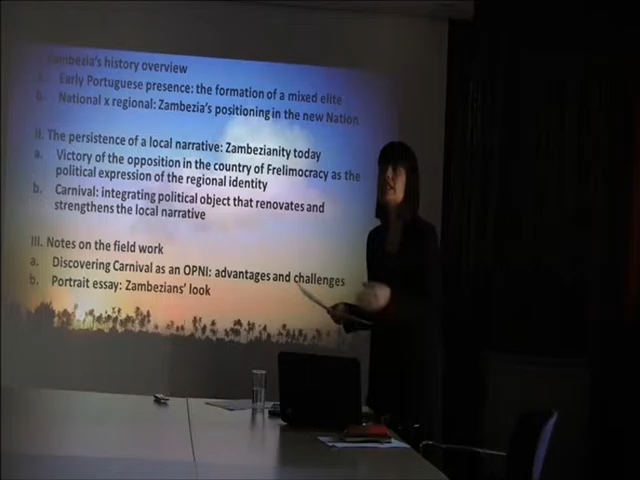 Zambezia's history overview
a. Early Portuguese presence: the formation of a mixed elite
b. National x regional: Zambezia's positioning in the new Nation
II. The persistence of a local narrative: Zambezianity today
a. Victory of the opposition in the country of Frelimocracy as the
political expression of the regional identity
b. Carnival: integrating political object that renovates and
strengthens the local narrative
III. Notes on the field work
a. Discovering Carnival as an OPNI: advantages and challenges
b. Portrait essay: Zambezians' look